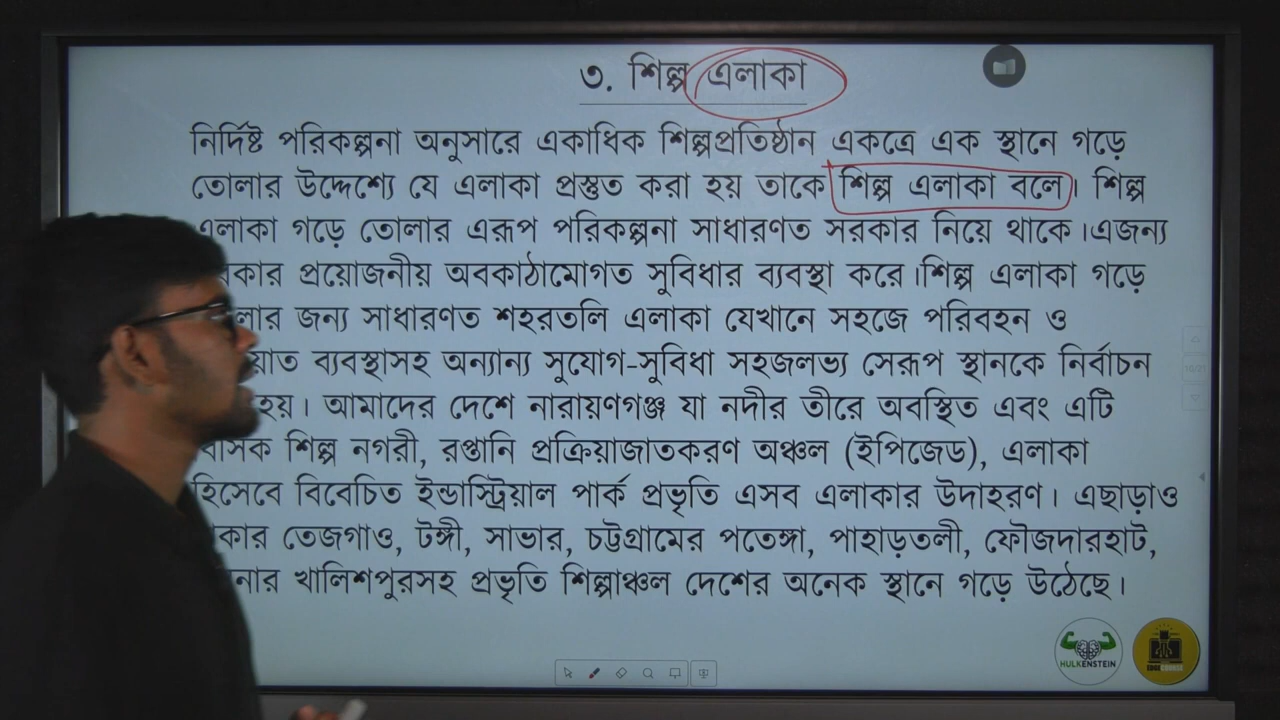 ৩. শিল্প এলাকা
নির্দিষ্ট পরিকল্পনা অনুসারে একাধিক শিল্পপ্রতিষ্ঠান একত্রে এক স্থানে গড়ে
তোলার উদ্দেশ্যে যে এলাকা প্রস্তুত করা হয় তাকে শিল্প এলাকা বলে। শিল্প
এলাকা গড়ে তোলার এরূপ পরিকল্পনা সাধারণত সরকার নিয়ে থাকে।এজন্য
প্রয়োজনীয় অবকাঠামোগত সুবিধার ব্যবস্থা করে।শিল্প এলাকা গড়ে
জন্য সাধারণত শহরতলি এলাকা যেখানে সহজে পরিবহন ও
ব্যবস্থাসহ অন্যান্য সুযোগ-সুবিধা সহজলভ্য সেরূপ স্থানকে নির্বাচন
হয়। আমাদের দেশে নারায়ণগঞ্জ যা নদীর তীরে অবস্থিত এবং এটি
শিল্প নগরী, রপ্তানি প্রক্রিয়াজাতকরণ অঞ্চল (ইপিজেড), এলাকা
হিসেবে বিবেচিত ইন্ডাস্ট্রিয়াল পার্ক প্রভৃতি এসব এলাকার উদাহরণ। এছাড়াও
তেজগাও, টঙ্গী, সাভার, চট্টগ্রামের পতেঙ্গা, পাহাড়তলী, ফৌজদারহাট,
খালিশপুরসহ প্রভৃতি শিল্পাঞ্চল দেশের অনেক স্থানে গড়ে উঠেছে।
HULKENSTEIN
EDGECOURSE